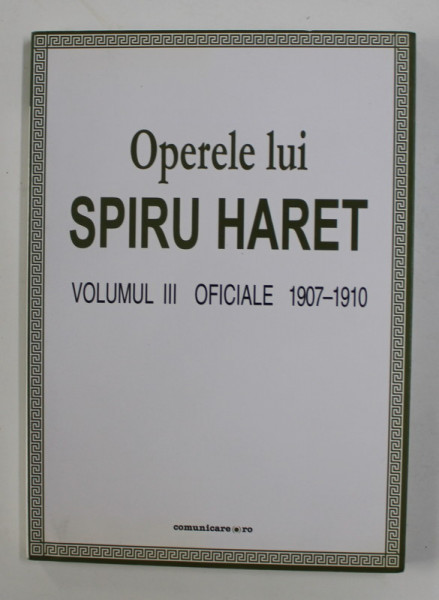 Operele lui
SPIRU HARET
VOLUMUL III OFICIALE 1907–1910
comunicare.ro